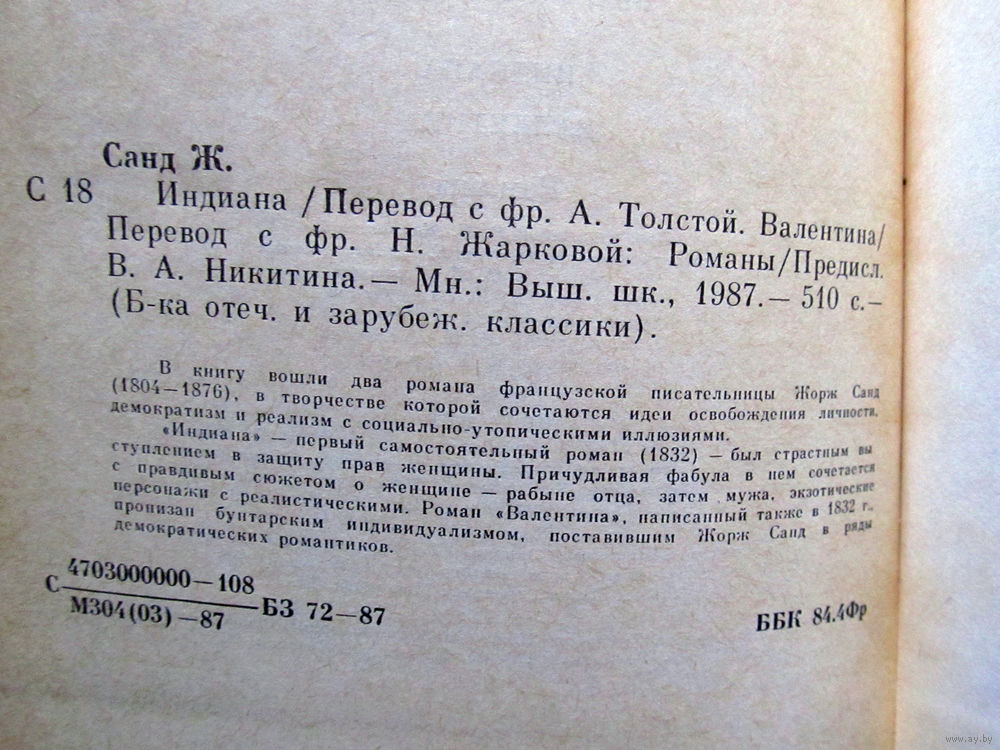 Санд Ж.
С 18 Индиана /Перевод с фр. А. Толстой. Валентина/
Перевод с фр. Н. Жарковой: Романы/Предисл.
В. А. Никитина.— Мн.: Выш. шк., 1987.— 510 с.—
(Б-ка отеч. и зарубеж. классики).
В книгу вошли два романа французской писательницы Жорж Санд
(1804—1876), в творчестве которой сочетаются идеи освобождения личности,
демократизм и реализм с социально-утопическими иллюзиями.
«Индиана» — первый самостоятельный роман (1832) — был страстным вы
ступлением в защиту прав женщины. Причудливая фабула в нем сочетается
с правдивым сюжетом о женщине — рабыне отца, затем мужа, экзотические
персонажи с реалистическими. Роман «Валентина», написанный также в 1832 г.,
пронизан бунтарским индивидуализмом, поставившим Жорж Санд в ряды
демократических романтиков.
С 4703000000—108
М304(03)—87 БЗ 72—87
ББК 84.4Фр
www.ay.by